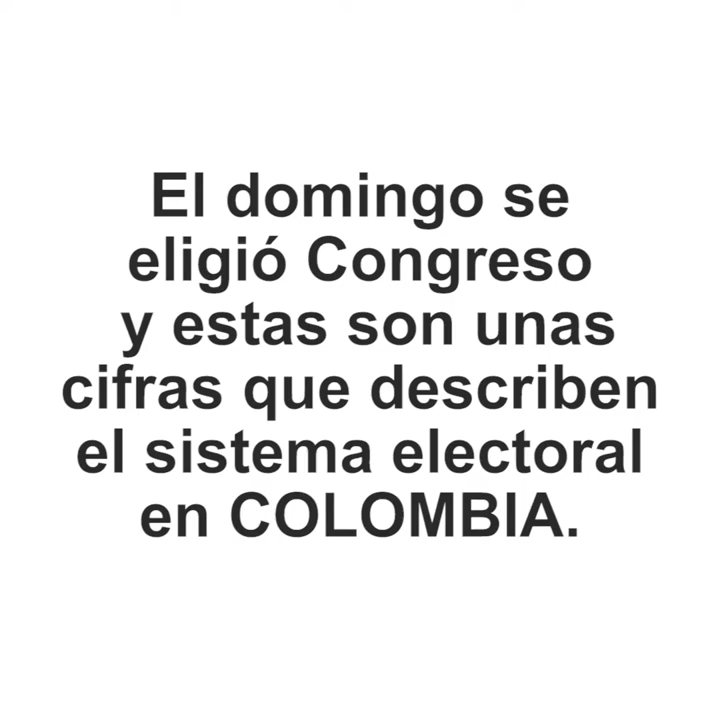 El domingo se
eligió Congreso
y estas son unas
cifras que describen
el sistema electoral
en COLOMBIA.